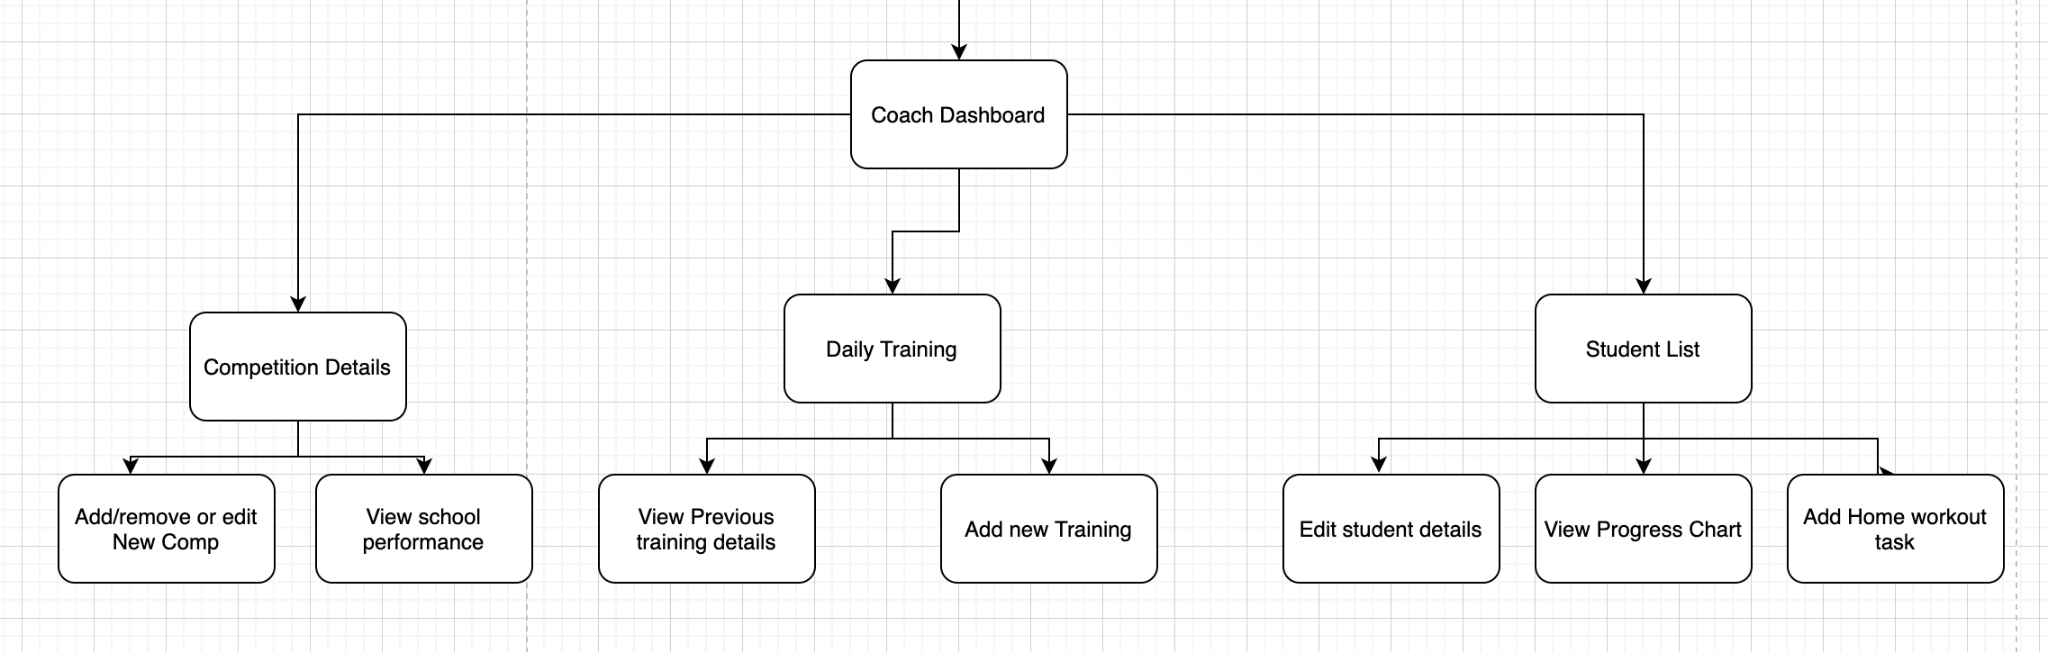 Coach Dashboard
Competition Details
Daily Training
Student List
Add/remove or edit
New Comp
View school
performance
View Previous
training details
Add new Training
Edit student details
View Progress Chart
Add Home workout
task